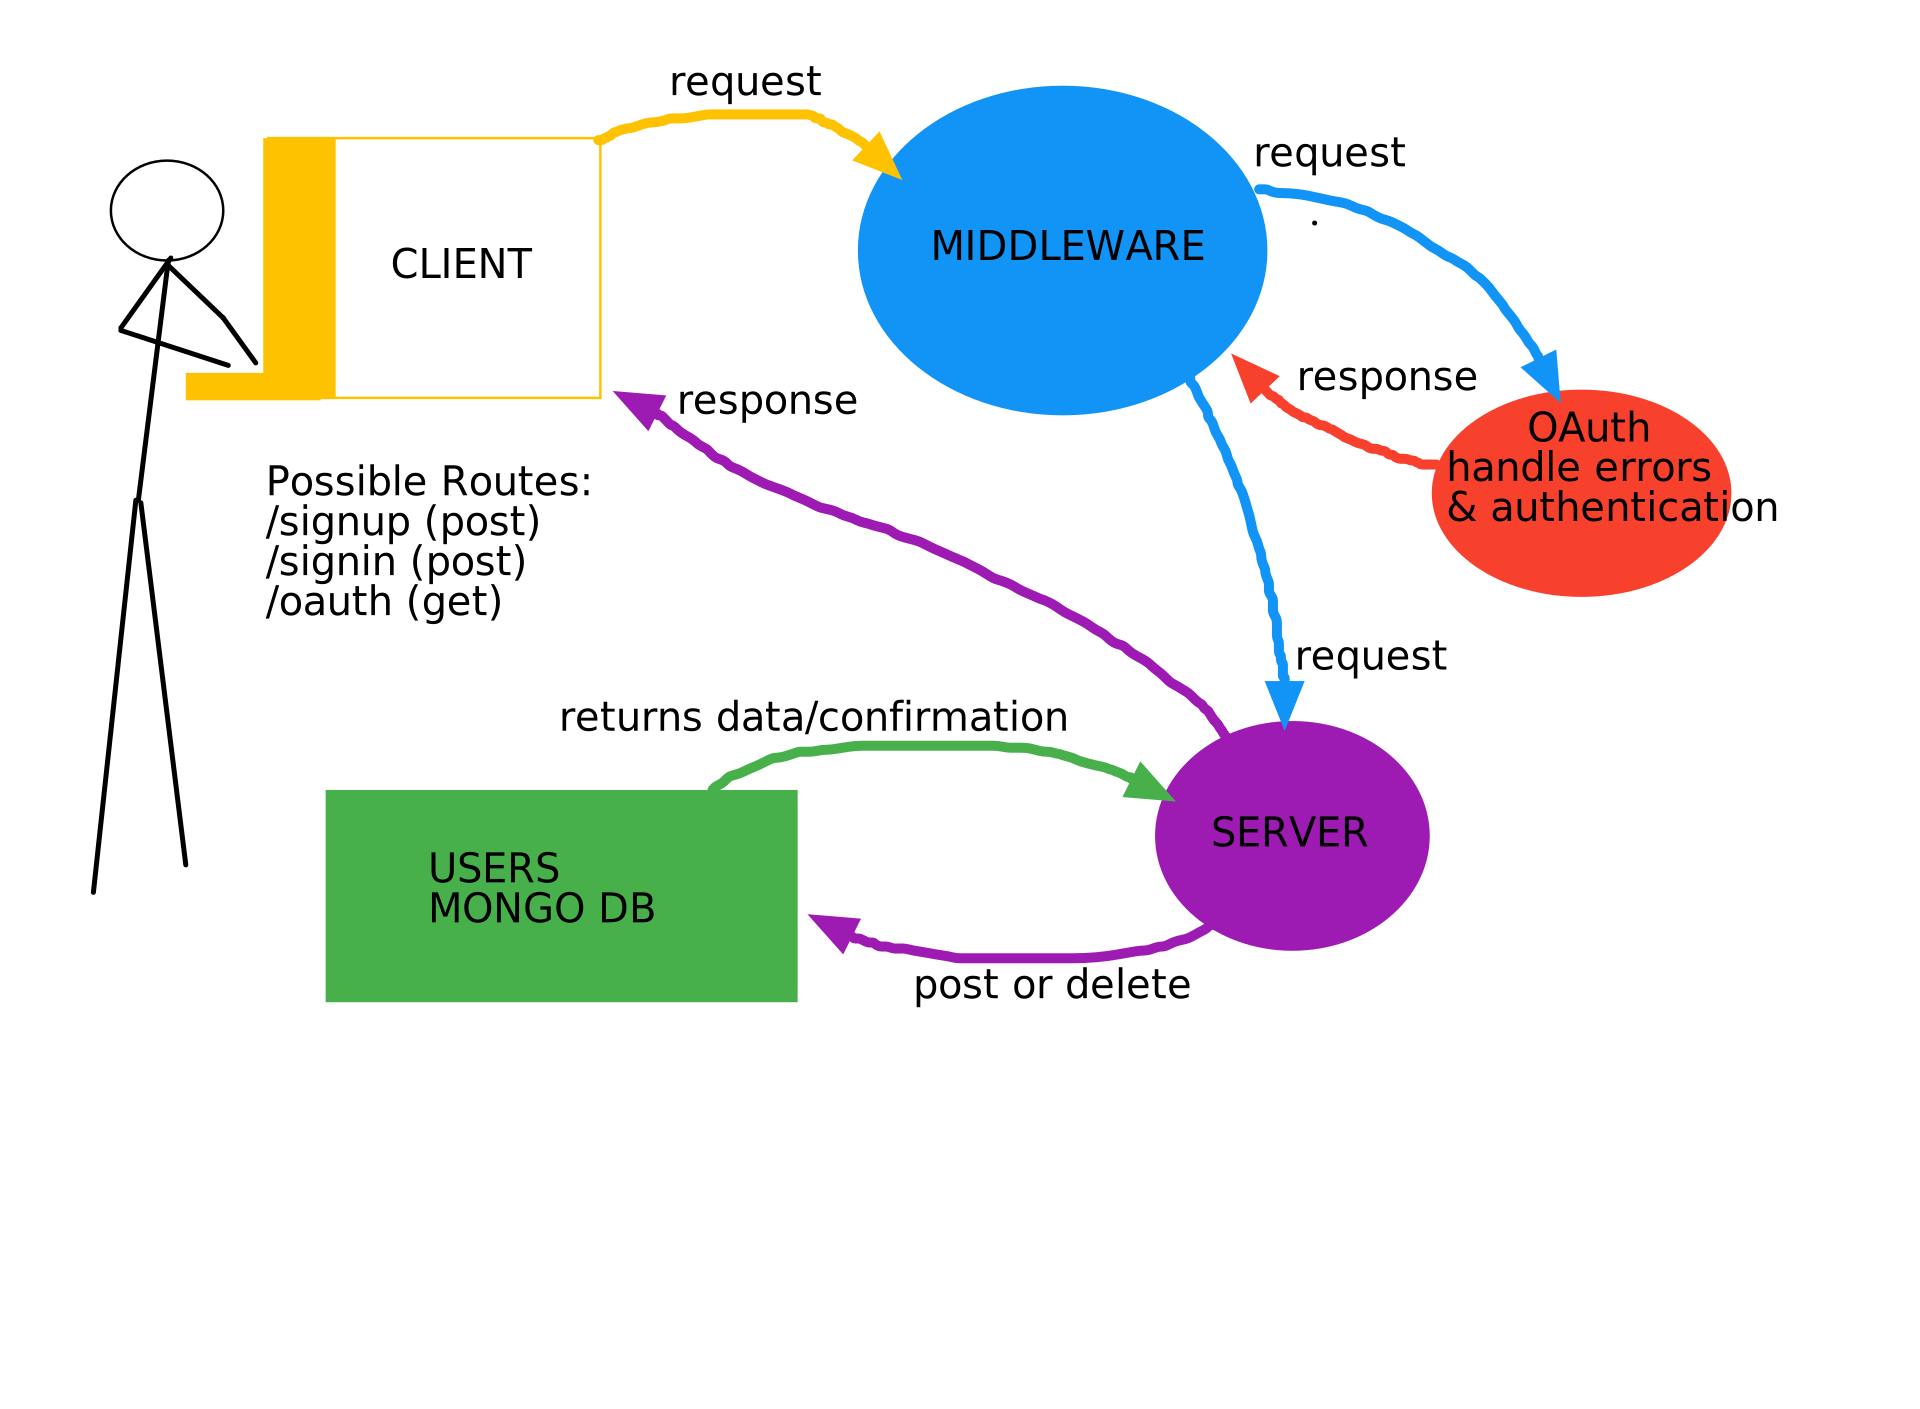 request
request
MIDDLEWARE
CLIENT
response
response
OAuth
handle errors
& authentication
Possible Routes:
/signup (post)
/signin (post)
/oauth (get)
request
returns data/confirmation
SERVER
USERS
MONGO DB
post or delete